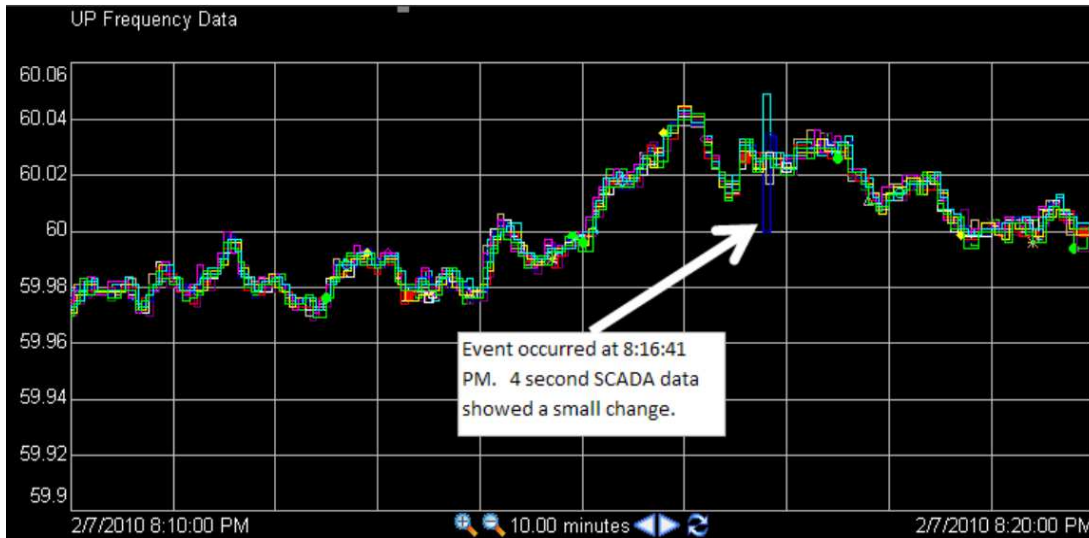 UP Frequency Data
60.06
60.04
60.02
60
59.98
59.96
59.94
59.92
59.9
Event occurred at 8:16:41
PM. 4 second SCADA data
showed a small change.
2/7/2010 8:10:00 PM
10.00 minutes
2/7/2010 8:20:00 PM